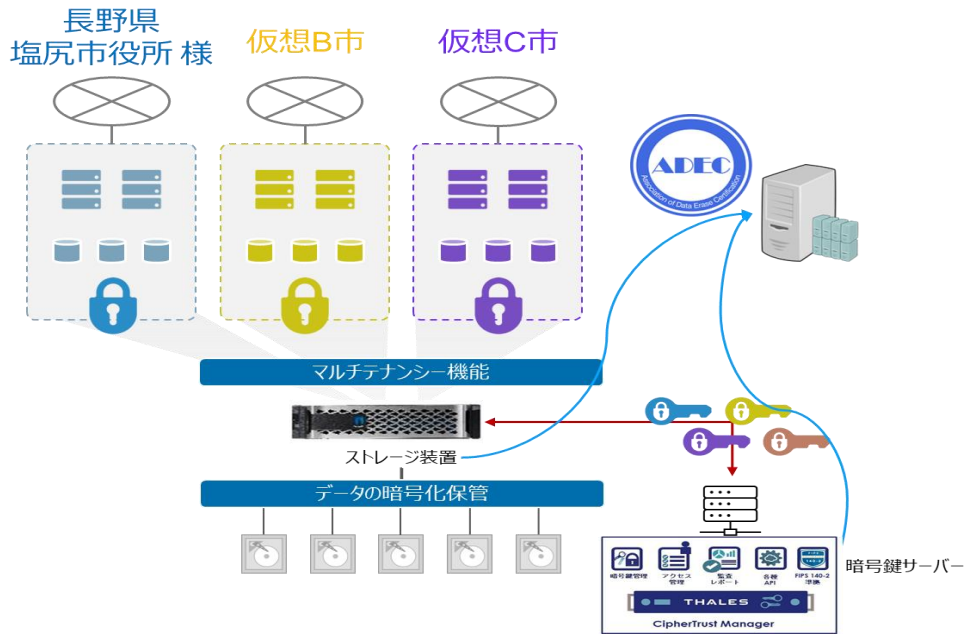 長野県
塩尻市役所 様
仮想B市
仮想C市
ADEC
Association of Data Erase Certification
マルチテナンシー機能
ストレージ装置
データの暗号化保管
暗号鍵管理
アクセス
管理
監査
レポート
各種
API
FIPS 140-2
準拠
THALES
CipherTrust Manager
暗号鍵サーバー